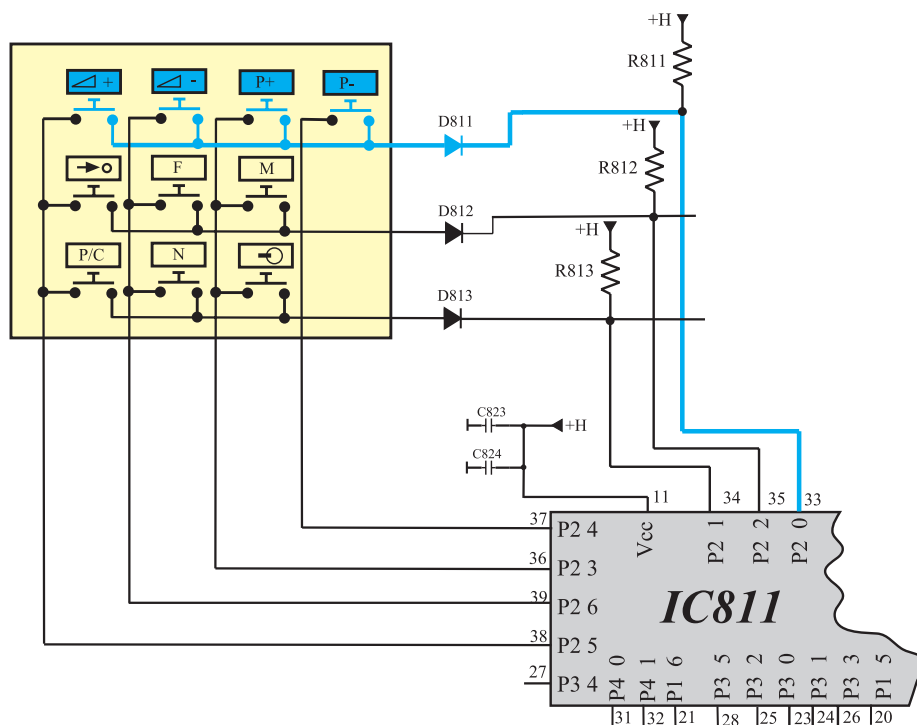 +H
R811
+ - P+ P-
D811
+H
R812
F M
D812
+H
R813
P/C N
D813
C823
+H
C824
11 34 35 33
37 P2 4 Vcc P2 1 P2 2 P2 0
36 P2 3
39 P2 6 IC811
38 P2 5
27 P3 4 P4 0 P4 1 P1 6 P3 5 P3 2 P3 0 P3 1 P3 3 P1 5
31 32 21 28 25 23 24 26 20